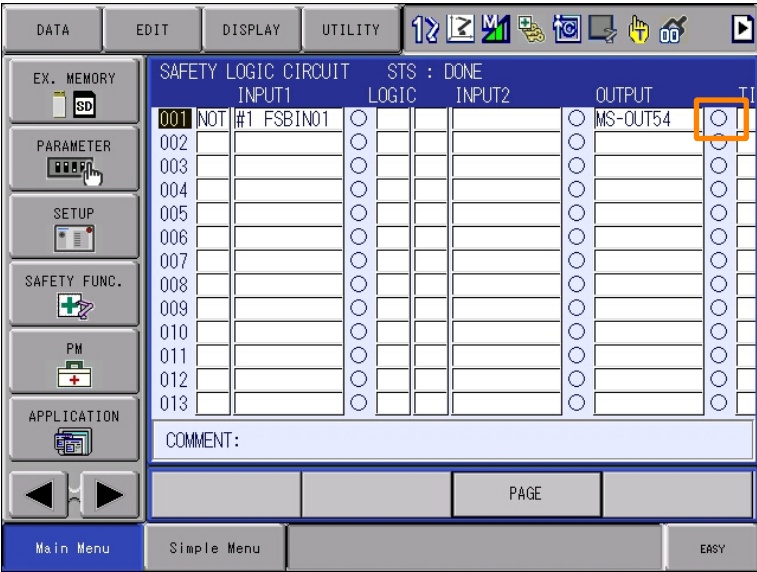 DATA EDIT DISPLAY UTILITY
EX. MEMORY
SD
PARAMETER
SETUP
SAFETY FUNC.
PM
APPLICATION
SAFETY LOGIC CIRCUIT STS : DONE
INPUT1 LOGIC INPUT2 OUTPUT TI
001 NOT #1 FSBIN01 MS-OUT54
002
003
004
005
006
007
008
009
010
011
012
013
COMMENT:
PAGE
Main Menu Simple Menu EASY